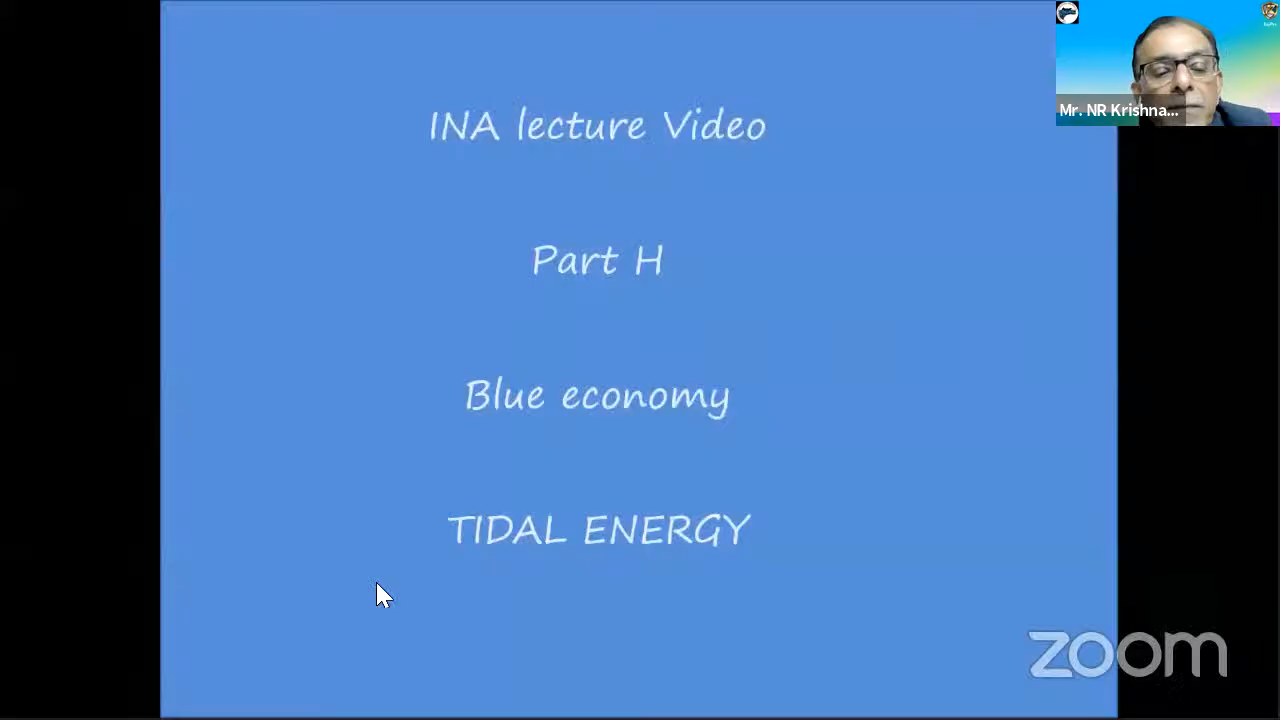 INA lecture Video
Part H
Blue economy
TIDAL ENERGY
Mr. NR Krishna...
zoom